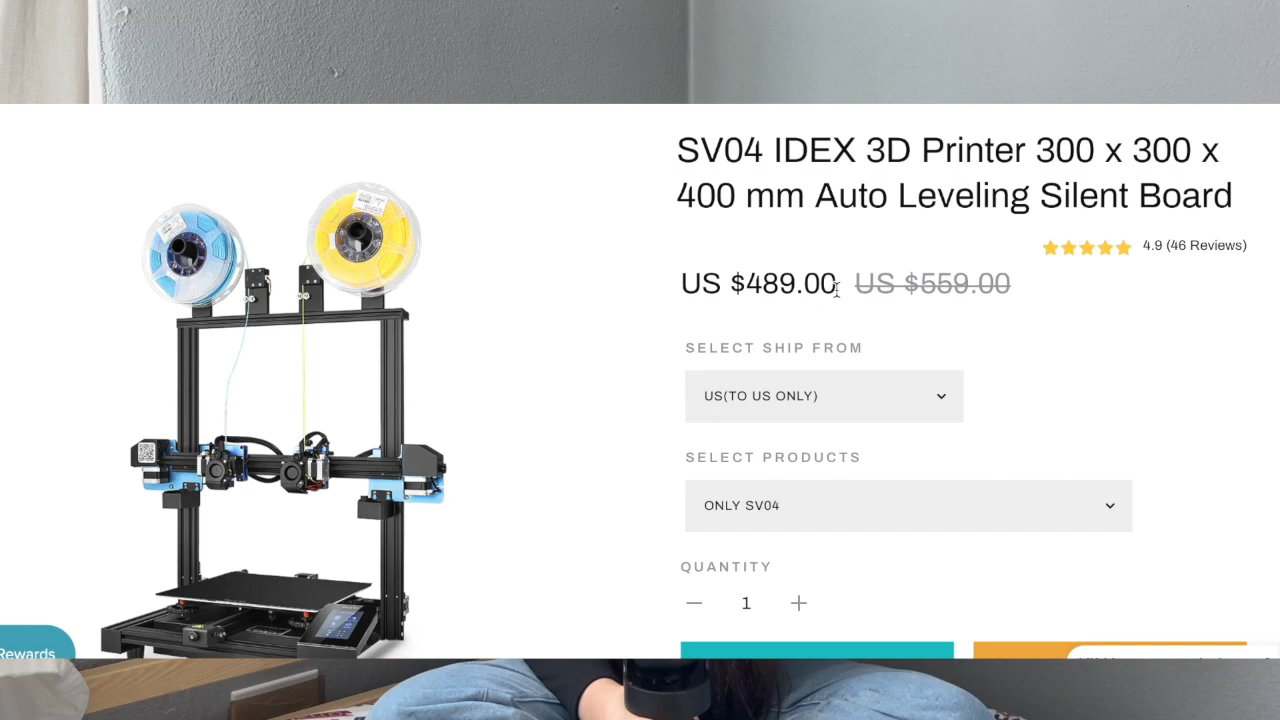 SV04 IDEX 3D Printer 300 x 300 x
400 mm Auto Leveling Silent Board
4.9 (46 Reviews)
US $489.00 US $559.00
SELECT SHIP FROM
US(TO US ONLY)
SELECT PRODUCTS
ONLY SV04
QUANTITY
1
Rewards